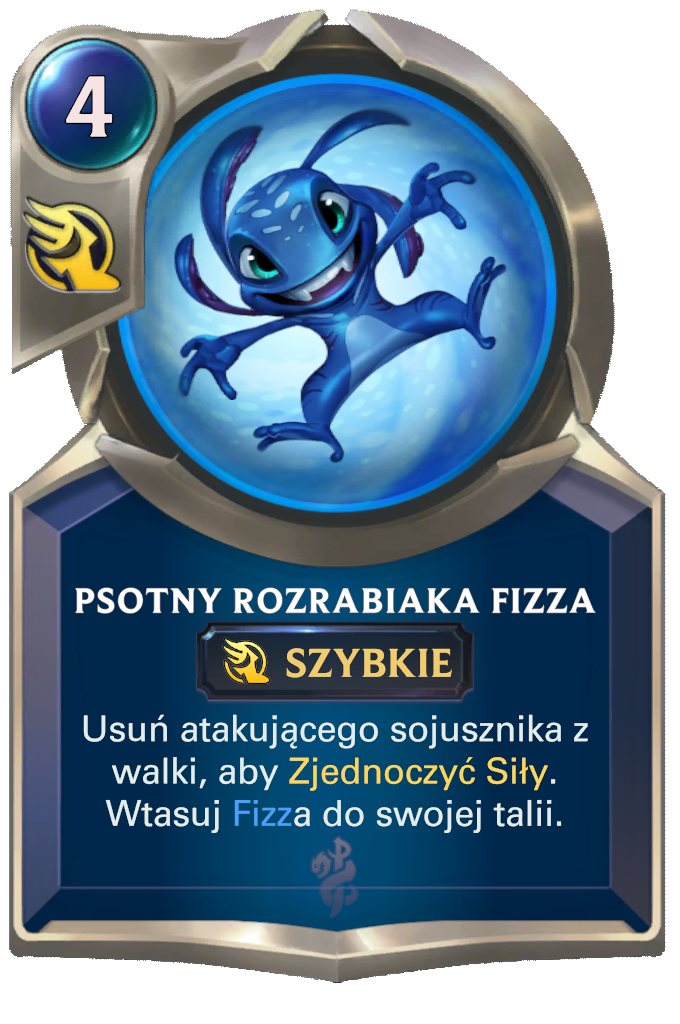 4
PSOTNY ROZRABIAKA FIZZA
SZYBKIE
Usuń atakującego sojusznika z
walki, aby Zjednoczyć Siły.
Wtasuj Fizza do swojej talii.